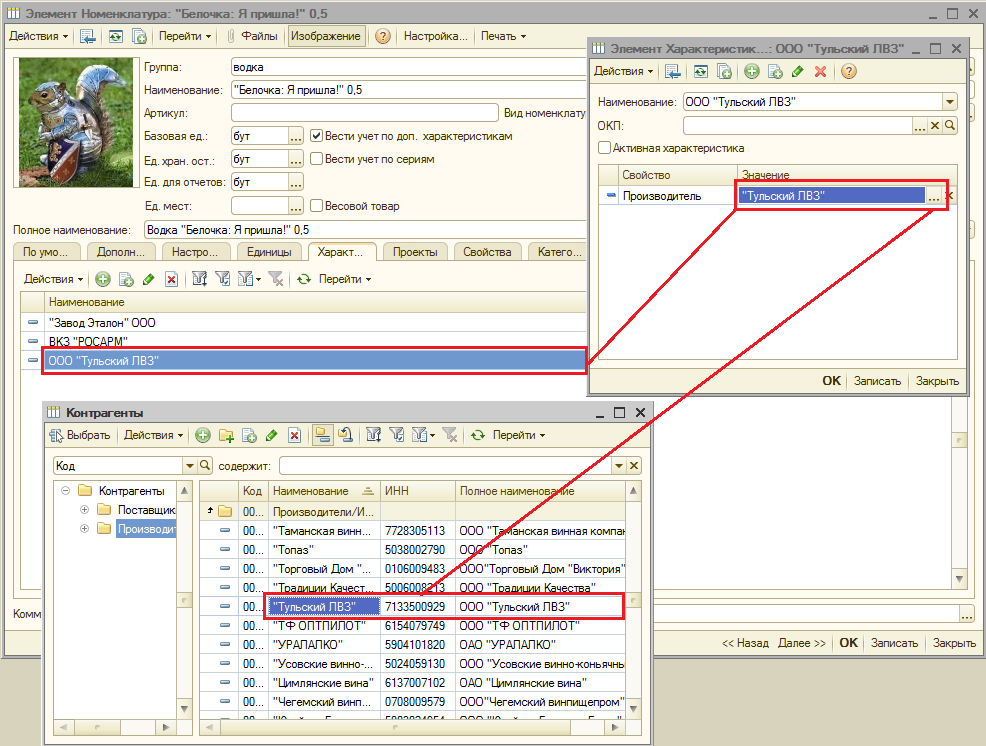 Элемент Номенклатура: "Белочка: Я пришла!" 0,5
Действия Перейти Файлы Изображение Настройка... Печать
Группа: водка
Наименование: "Белочка: Я пришла!" 0,5
Артикул: Вид номенклату
Базовая ед.: бут ... Вести учет по доп. характеристикам
Ед. хран. ост.: бут ... Вести учет по сериям
Ед. для отчетов: бут ...
Ед. мест: ... Весовой товар
Полное наименование: Водка "Белочка: Я пришла!" 0,5
По умо... Дополн... Настро... Единицы Характ... Проекты Свойства Катего...
Действия Перейти
Наименование
"Завод Эталон" ООО
ВКЗ "РОСАРМ"
ООО "Тульский ЛВЗ"
Элемент Характеристик...: ООО "Тульский ЛВЗ"
Действия
Наименование: ООО "Тульский ЛВЗ"
ОКП: ...
Активная характеристика
Свойство Значение
Производитель "Тульский ЛВЗ" ...
OK Записать Закрыть
Контрагенты
Выбрать Действия Перейти
Код содержит:
Контрагенты
Поставщик
Производит
Код Наименование ИНН Полное наименование
00... Производители/И...
00... "Таманская винн... 7728305113 ООО "Таманская винная компан
00... "Топаз" 5038002790 ООО "Топаз"
00... "Торговый Дом "... 0106009483 ООО"Торговый Дом "Виктория"
00... "Традиции Качест... 5006008213 ООО "Традиции Качества"
00... "Тульский ЛВЗ" 7133500929 ООО "Тульский ЛВЗ"
00... "ТФ ОПТПИЛОТ" 6154079749 ООО "ТФ ОПТПИЛОТ"
00... "УРАЛАЛКО" 5904101820 ОАО "УРАЛАЛКО"
00... "Усовские винно-... 5024059130 ООО "Усовские винно-коньячны
00... "Цимлянские вина" 6137007102 ОАО "Цимлянские вина"
00... "Чегемский винп... 0708009579 ООО"Чегемский винпищепром"
Комм
...
<< Назад Далее >> OK Записать Закрыть